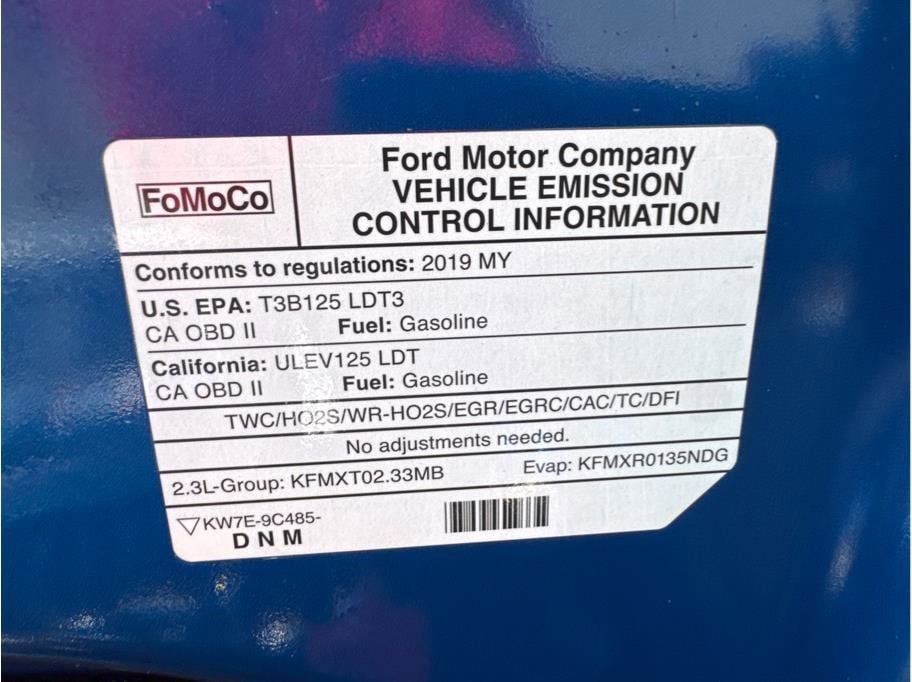 FoMoCo
Ford Motor Company
VEHICLE EMISSION
CONTROL INFORMATION
Conforms to regulations: 2019 MY
U.S. EPA: T3B125 LDT3
CA OBD II Fuel: Gasoline
California: ULEV125 LDT
CA OBD II Fuel: Gasoline
TWC/HO2S/WR-HO2S/EGR/EGRC/CAC/TC/DFI
No adjustments needed.
2.3L-Group: KFMXT02.33MB Evap: KFMXR0135NDG
KW7E-9C485-
DNM